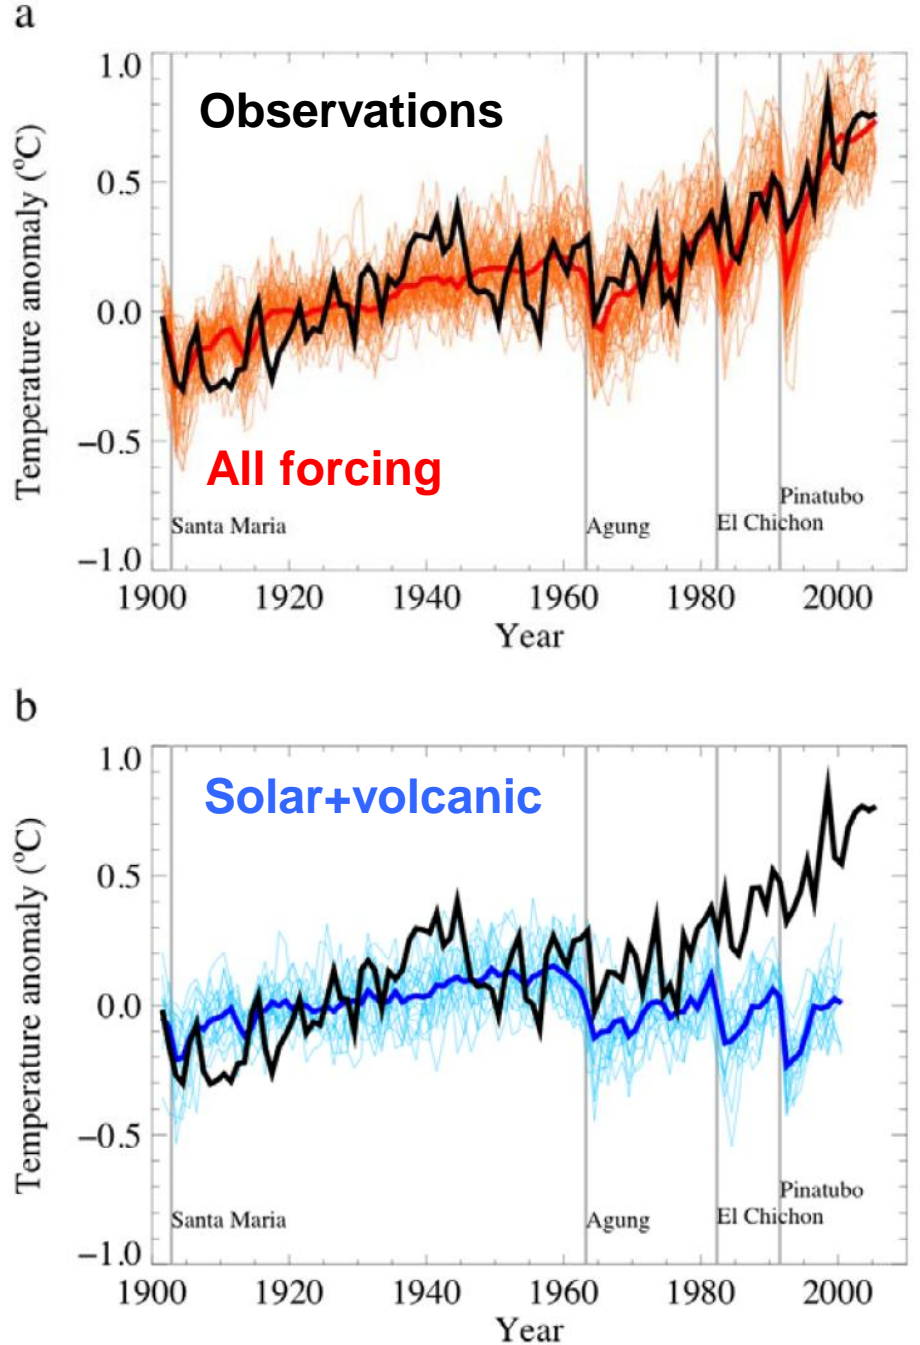 a
Temperature anomaly (°C)
1.0
0.5
0.0
−0.5
−1.0
Observations
All forcing
Santa Maria
Agung
El Chichon
Pinatubo
1900 1920 1940 1960 1980 2000
Year
b
Temperature anomaly (°C)
1.0
0.5
0.0
−0.5
−1.0
Solar+volcanic
Santa Maria
Agung
El Chichon
Pinatubo
1900 1920 1940 1960 1980 2000
Year